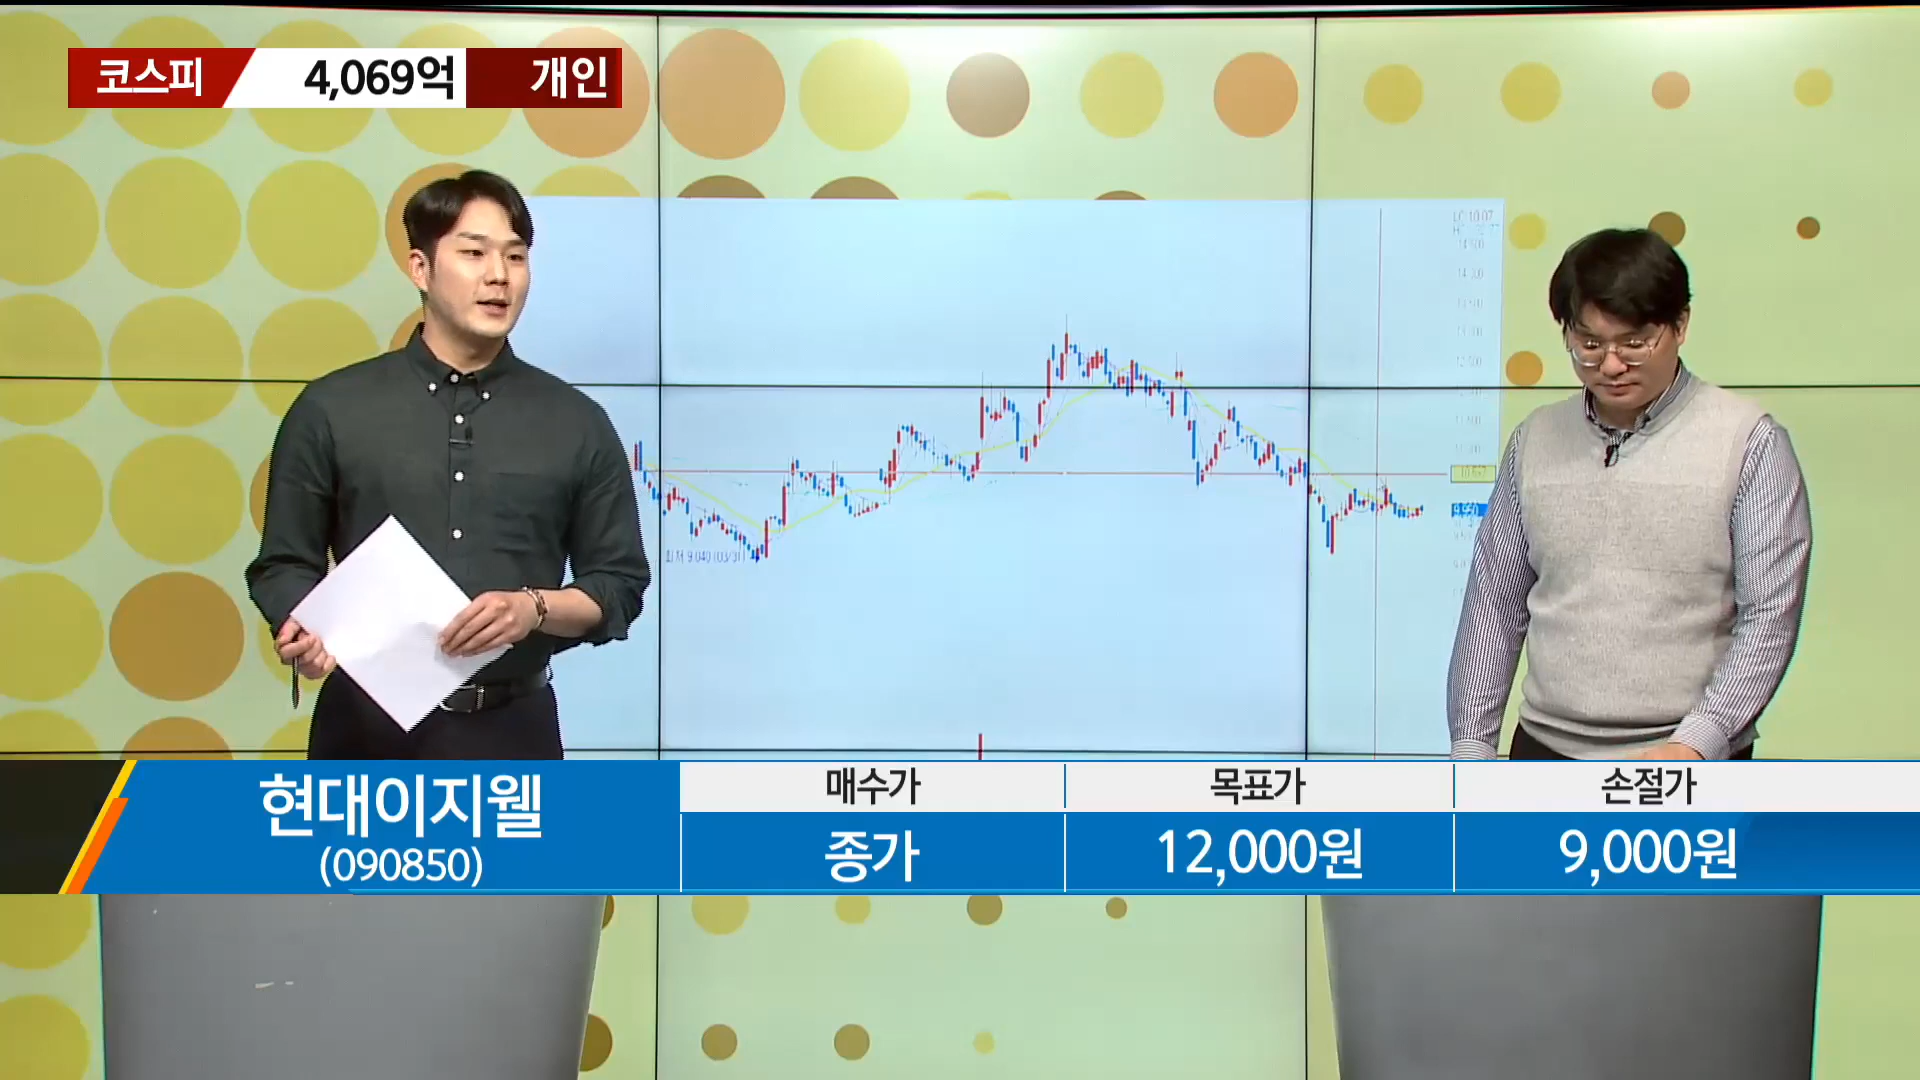 코스피 4,069억 개인
현대이지웰
(090850)
매수가 목표가 손절가
종가 12,000원 9,000원